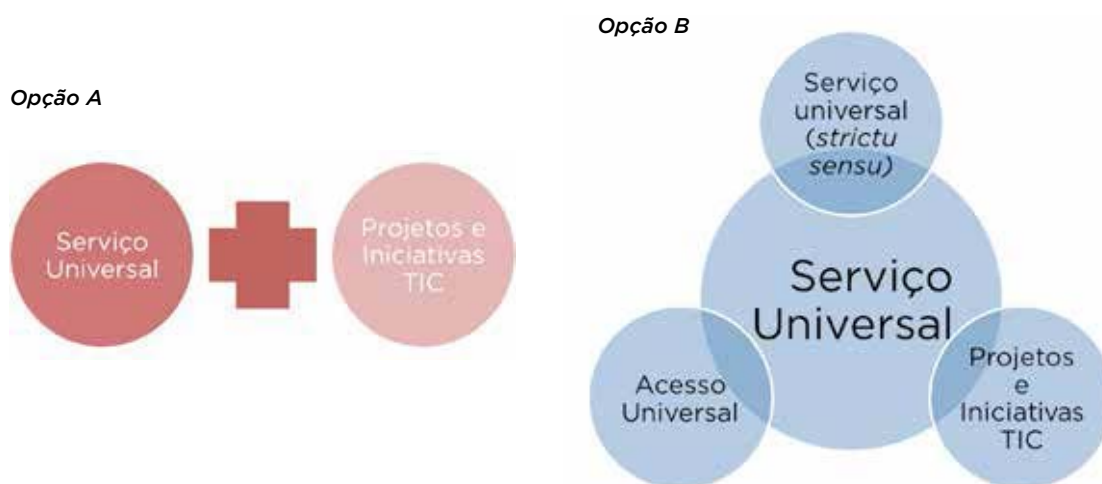 Opção A
Serviço
Universal
Projetos e
Iniciativas
TIC
Opção B
Serviço
universal
(strictu
sensu)
Serviço
Universal
Acesso
Universal
Projetos
e
Iniciativas
TIC